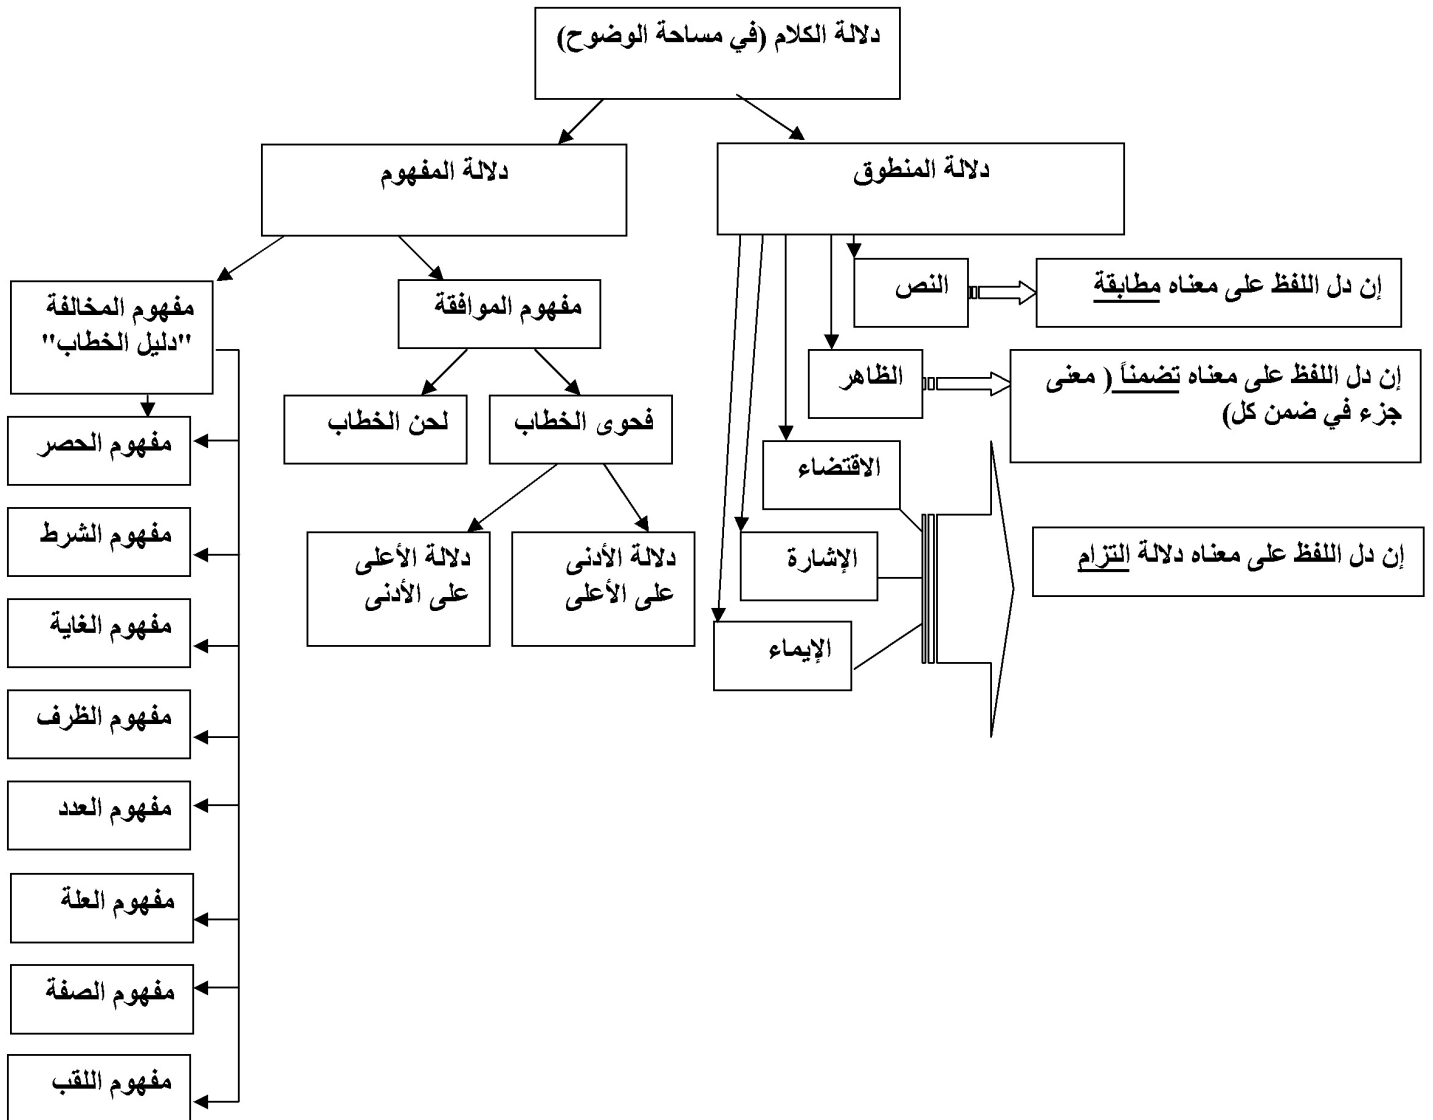 دلالة الكلام (في مساحة الوضوح)
دلالة المنطوق
دلالة المفهوم
النص
إن دل اللفظ على معناه مطابقة
الظاهر
إن دل اللفظ على معناه تضمناً ( معنى
جزء في ضمن كل)
الاقتضاء
الإشارة
الإيماء
إن دل اللفظ على معناه دلالة التزام
مفهوم الموافقة
فحوى الخطاب
لحن الخطاب
دلالة الأدنى
على الأعلى
دلالة الأعلى
على الأدنى
مفهوم المخالفة
"دليل الخطاب"
مفهوم الحصر
مفهوم الشرط
مفهوم الغاية
مفهوم الظرف
مفهوم العدد
مفهوم العلة
مفهوم الصفة
مفهوم اللقب